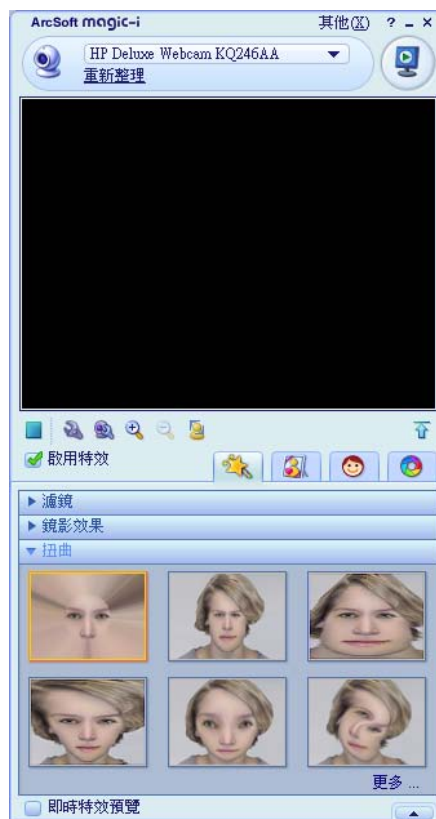 ArcSoft magic-i 其他(X) ? – ×
HP Deluxe Webcam KQ246AA
重新整理
啟用特效
濾鏡
鏡影效果
扭曲
更多 ...
即時特效預覽